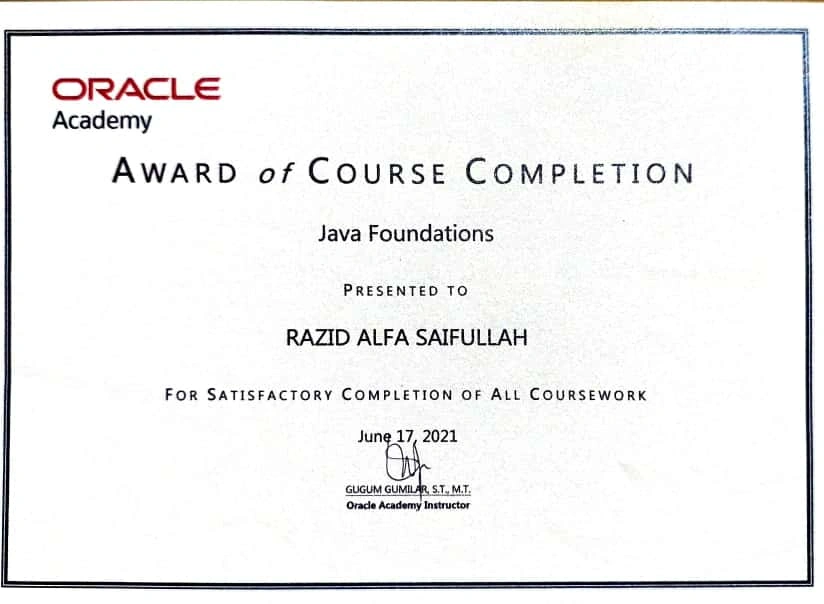 ORACLE
Academy
AWARD of COURSE COMPLETION
Java Foundations
PRESENTED TO
RAZID ALFA SAIFULLAH
FOR SATISFACTORY COMPLETION OF ALL COURSEWORK
June 17, 2021
GUGUM GUMILAR, S.T., M.T.
Oracle Academy Instructor